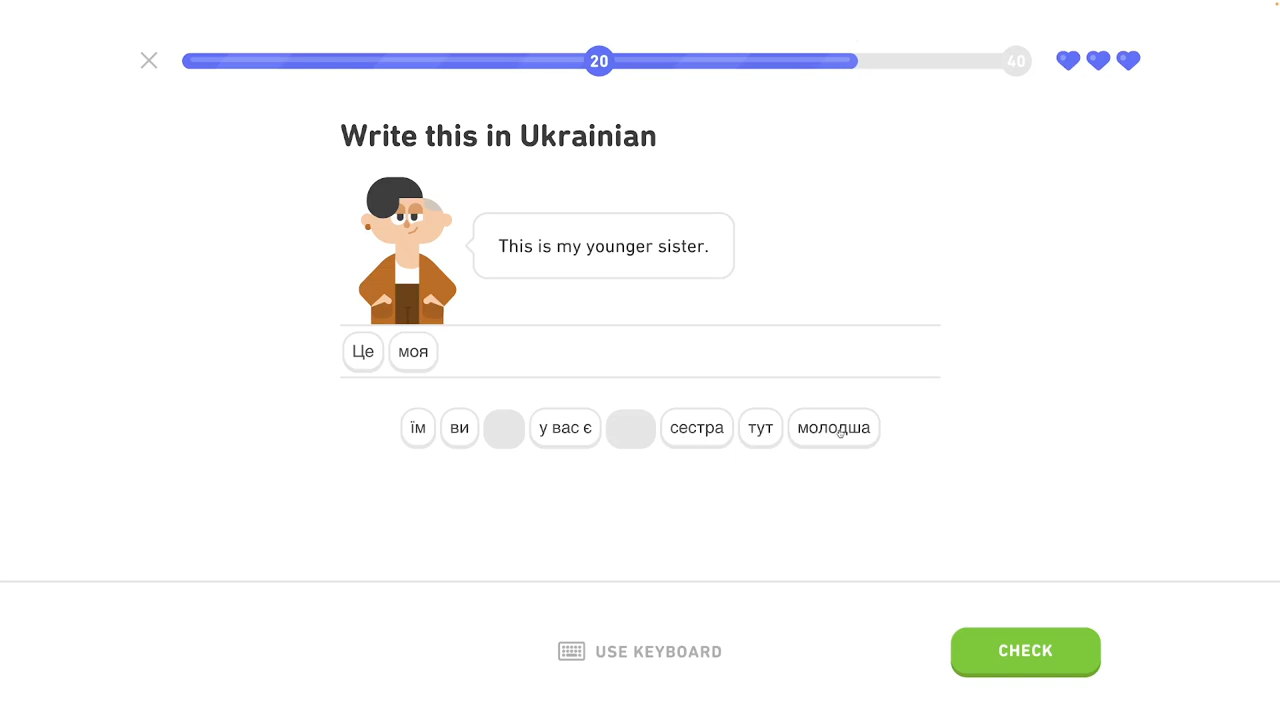 20 40
Write this in Ukrainian
This is my younger sister.
Це моя
їм ви у вас є сестра тут молодша
USE KEYBOARD CHECK